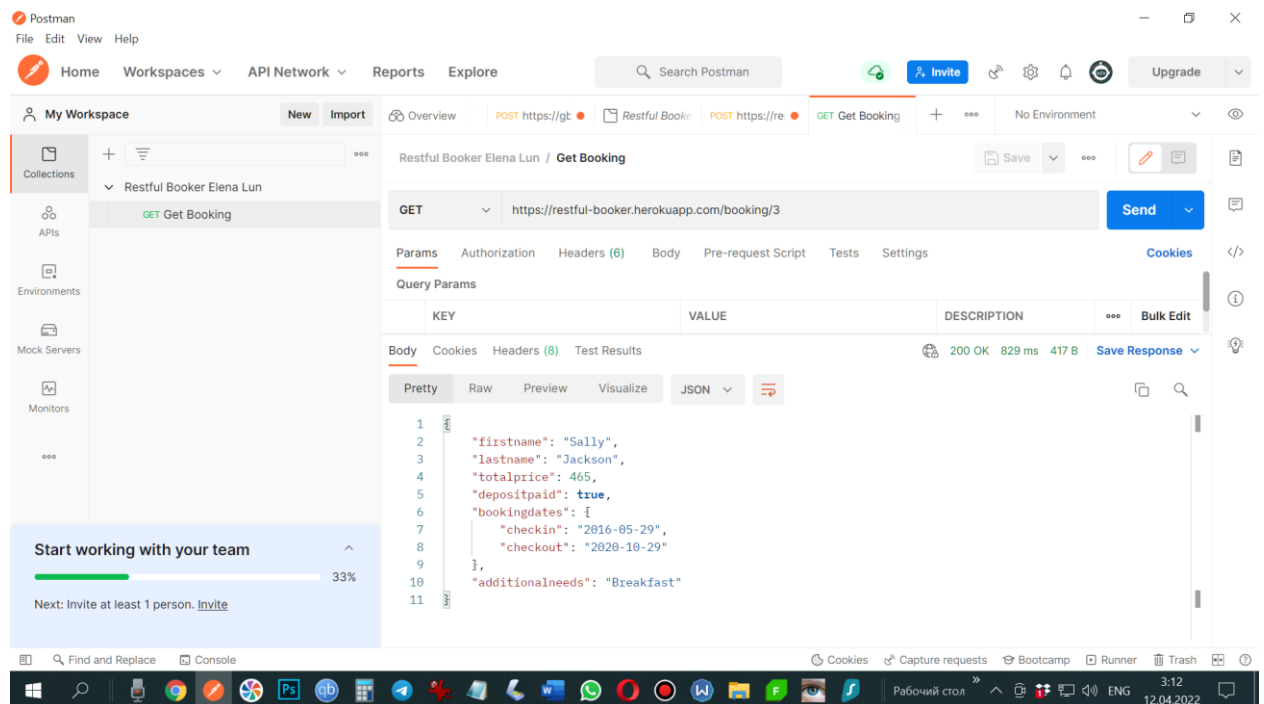 Postman
File Edit View Help
Home Workspaces API Network Reports Explore Search Postman Invite Upgrade
My Workspace New Import Overview POST https://gt Restful Booke POST https://re GET Get Booking No Environment
Collections
APIs
Environments
Mock Servers
Monitors
Restful Booker Elena Lun
GET Get Booking
Restful Booker Elena Lun / Get Booking Save
GET https://restful-booker.herokuapp.com/booking/3 Send
Params Authorization Headers (6) Body Pre-request Script Tests Settings Cookies
Query Params
KEY VALUE DESCRIPTION Bulk Edit
Body Cookies Headers (8) Test Results 200 OK 829 ms 417 B Save Response
Pretty Raw Preview Visualize JSON
1 {
2 "firstname": "Sally",
3 "lastname": "Jackson",
4 "totalprice": 465,
5 "depositpaid": true,
6 "bookingdates": {
7 "checkin": "2016-05-29",
8 "checkout": "2020-10-29"
9 },
10 "additionalneeds": "Breakfast"
11 }
Start working with your team
33%
Next: Invite at least 1 person. Invite
Find and Replace Console Cookies Capture requests Bootcamp Runner Trash
Ps qb Рабочий стол ENG 3:12
12.04.2022